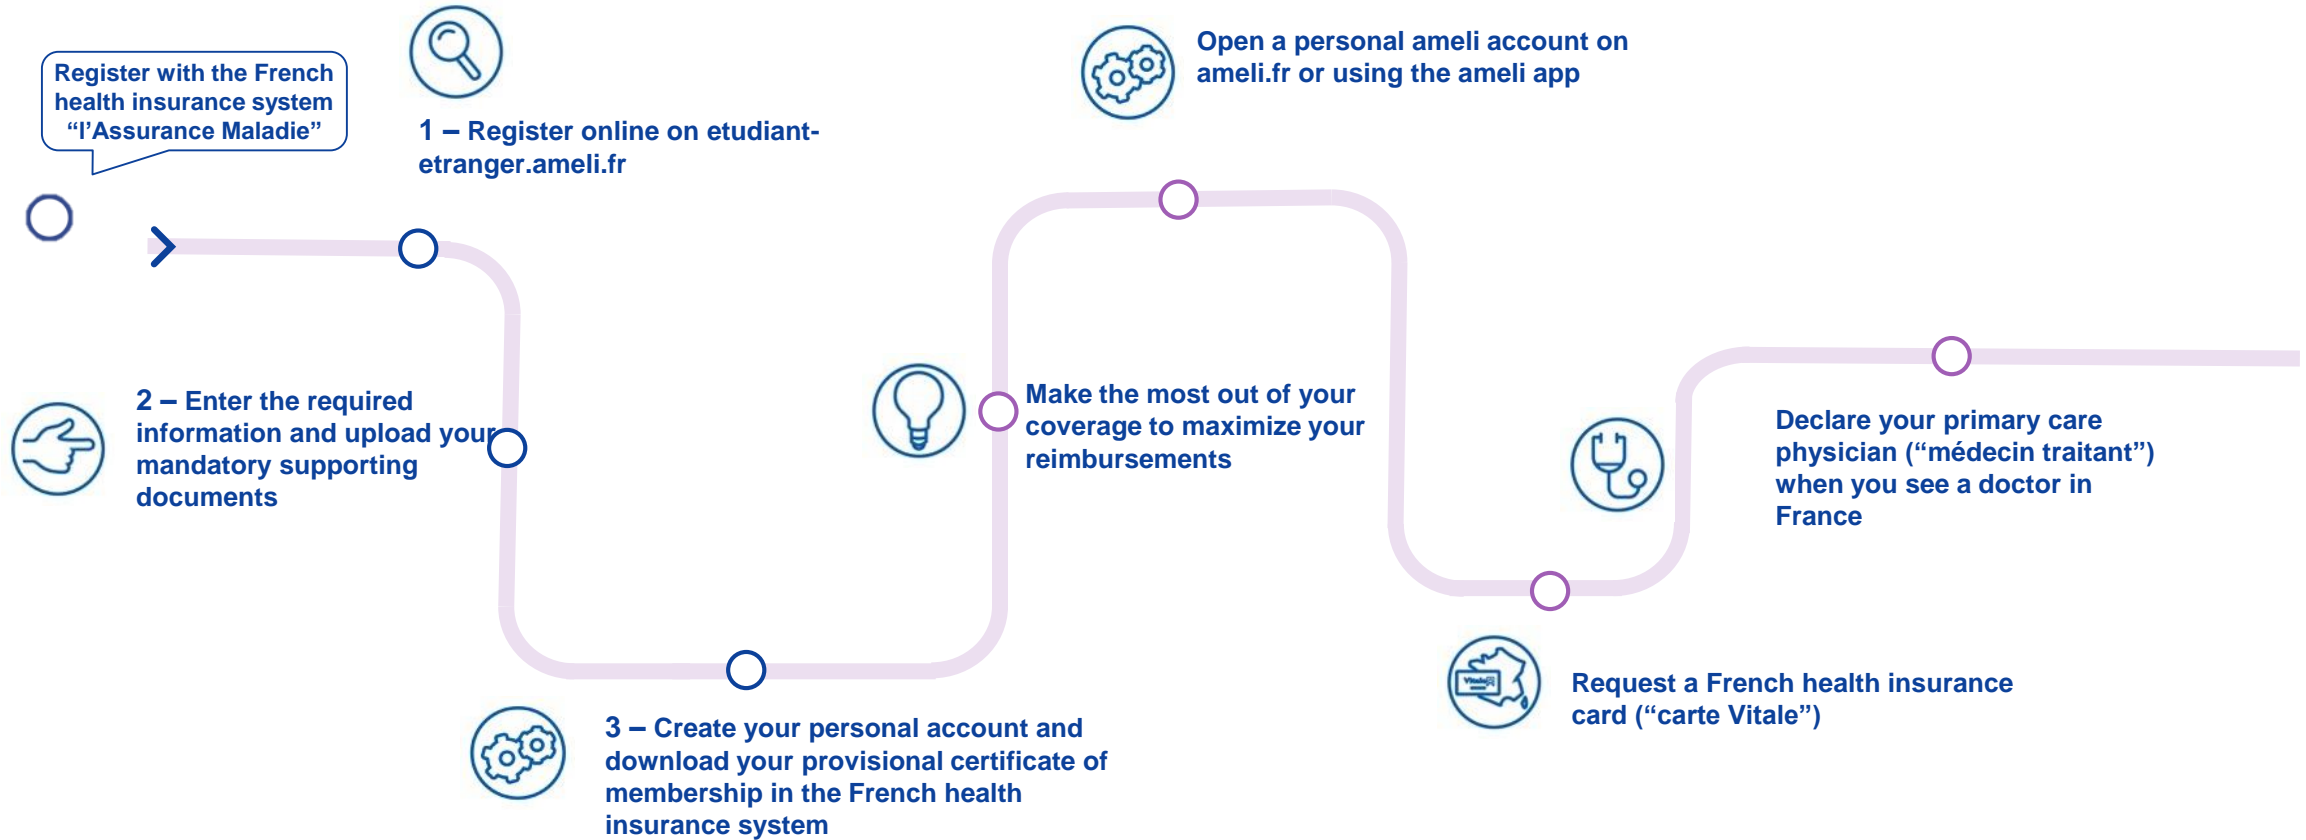 Register with the French
health insurance system
“l’Assurance Maladie”
1 – Register online on etudiant-
etranger.ameli.fr
2 – Enter the required
information and upload your
mandatory supporting
documents
3 – Create your personal account and
download your provisional certificate of
membership in the French health
insurance system
Make the most out of your
coverage to maximize your
reimbursements
Open a personal ameli account on
ameli.fr or using the ameli app
Vitale
Request a French health insurance
card (“carte Vitale”)
Declare your primary care
physician (“médecin traitant”)
when you see a doctor in
France